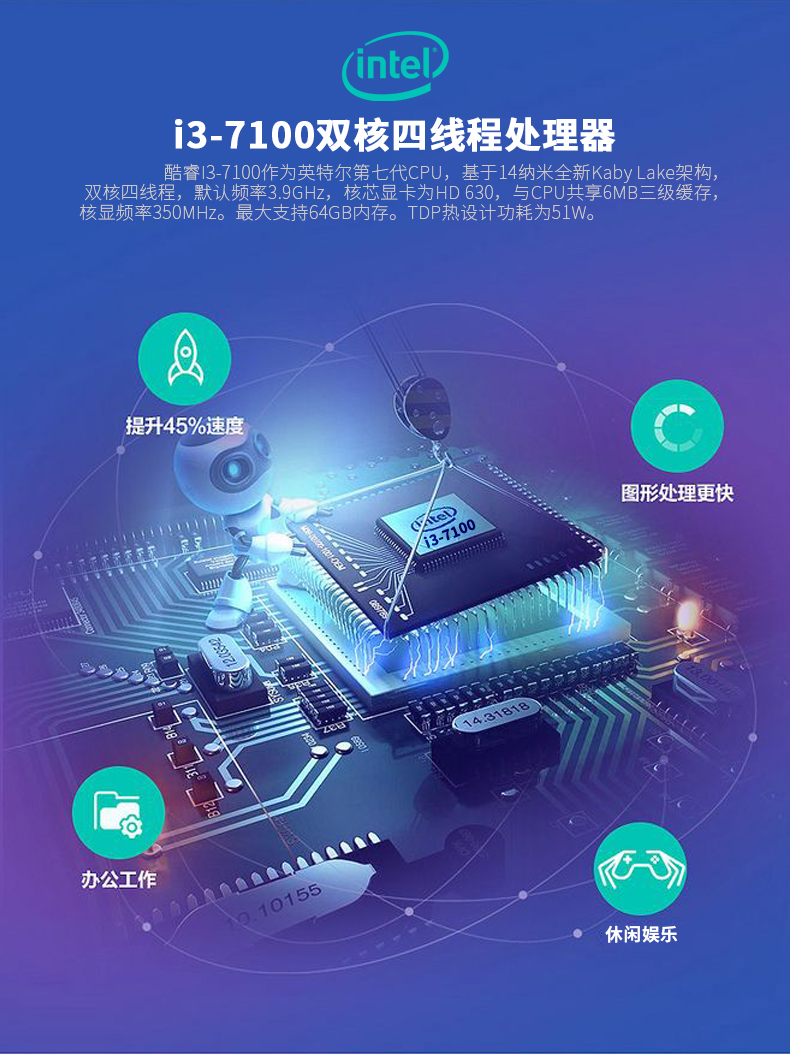 intel
i3-7100双核四线程处理器
酷睿I3-7100作为英特尔第七代CPU，基于14纳米全新Kaby Lake架构，
双核四线程，默认频率3.9GHz，核芯显卡为HD 630，与CPU共享6MB三级缓存，
核显频率350MHz。最大支持64GB内存。TDP热设计功耗为51W。
提升45%速度
图形处理更快
intel
i3-7100
12.00342
14.31818
B12
10.10155
办公工作
休闲娱乐